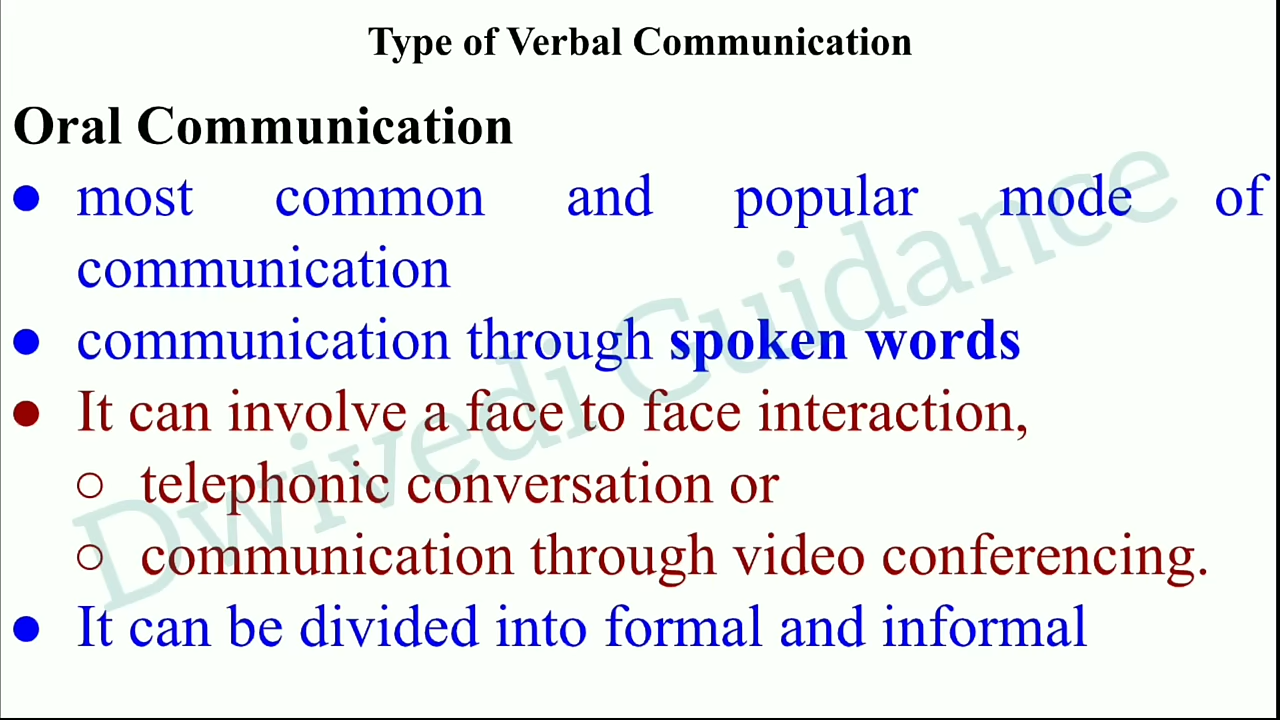 Type of Verbal Communication
Oral Communication
● most common and popular mode of
communication
● communication through spoken words
● It can involve a face to face interaction,
○ telephonic conversation or
○ communication through video conferencing.
● It can be divided into formal and informal
Dwivedi Guidance